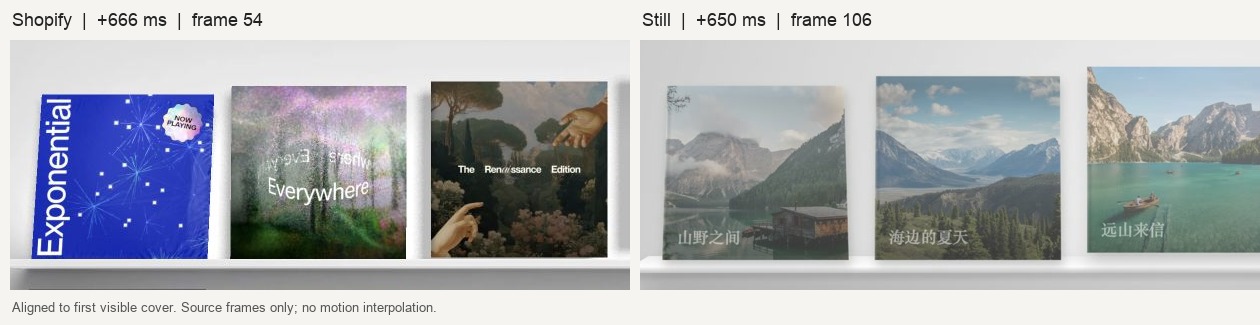 Shopify | +666 ms | frame 54
Still | +650 ms | frame 106
Exponential
NOW
PLAYING
Everywhere
Everywhere
The Renaissance Edition
山野之间
海边的夏天
远山来信
Aligned to first visible cover. Source frames only; no motion interpolation.